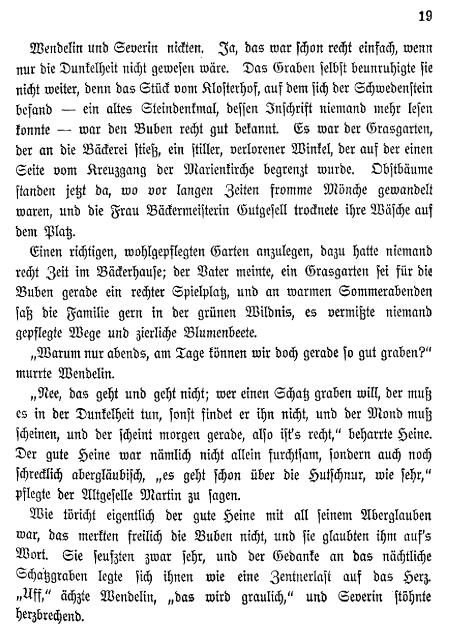 19
Wendelin und Severin nickten. Ja, das war schon recht einfach, wenn
nur die Dunkelheit nicht gewesen wäre. Das Graben selbst beunruhigte sie
nicht weiter, denn das Stück vom Klosterhof, auf dem sich der Schwedenstein
befand — ein altes Steindenkmal, dessen Inschrift niemand mehr lesen
konnte — war den Buben recht gut bekannt. Es war der Grasgarten,
der an die Bäckerei stieß, ein stiller, verlorener Winkel, der auf der einen
Seite vom Kreuzgang der Marienkirche begrenzt wurde. Obstbäume
standen jetzt da, wo vor langen Zeiten fromme Mönche gewandelt
waren, und die Frau Bäckermeisterin Gutgesell trocknete ihre Wäsche auf
dem Platz.
Einen richtigen, wohlgepflegten Garten anzulegen, dazu hatte niemand
recht Zeit im Bäckerhause; der Vater meinte, ein Grasgarten sei für die
Buben gerade ein rechter Spielplatz, und an warmen Sommerabenden
saß die Familie gern in der grünen Wildnis, es vermißte niemand
gepflegte Wege und zierliche Blumenbeete.
„Warum nur abends, am Tage können wir doch gerade so gut graben?"
murrte Wendelin.
„Nee, das geht und geht nicht; wer einen Schatz graben will, der muß
es in der Dunkelheit tun, sonst findet er ihn nicht, und der Mond muß
scheinen, und der scheint morgen gerade, also ist's recht," beharrte Heine.
Der gute Heine war nämlich nicht allein furchtsam, sondern auch noch
schrecklich abergläubisch, „es geht schon über die Hutschnur, wie sehr,"
pflegte der Altgeselle Martin zu sagen.
Wie töricht eigentlich der gute Heine mit all seinem Aberglauben
war, das merkten freilich die Buben nicht, und sie glaubten ihm auf's
Wort. Sie seufzten zwar sehr, und der Gedanke an das nächtliche
Schatzgraben legte sich ihnen wie eine Zentnerlast auf das Herz.
„Uff," ächzte Wendelin, „das wird graulich," und Severin stöhnte
herzbrechend.